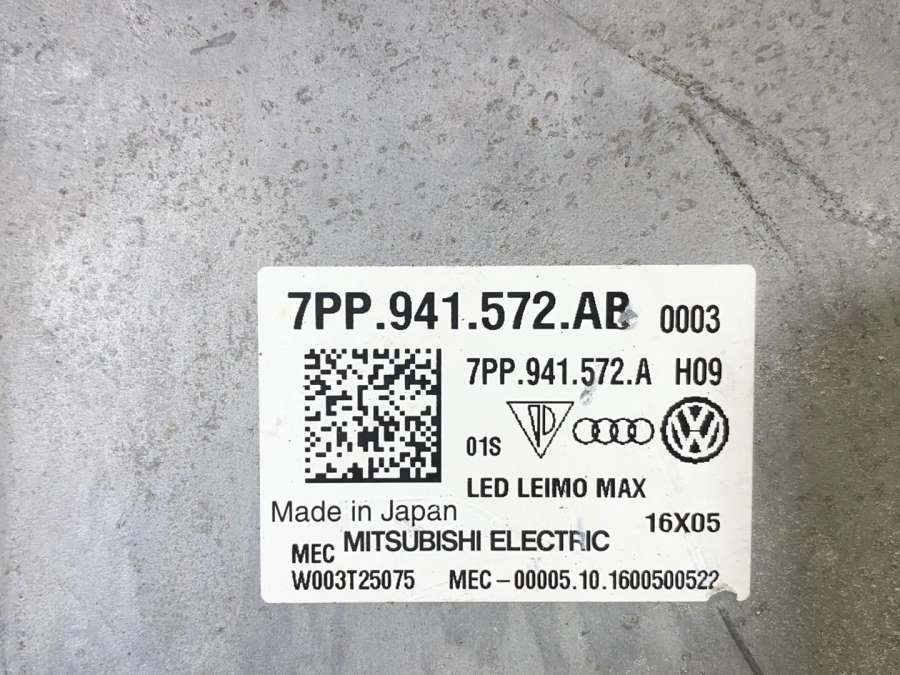 7PP.941.572.AB 0003
7PP.941.572.A H09
01S
LED LEIMO MAX
Made in Japan
16X05
MEC MITSUBISHI ELECTRIC
W003T25075 MEC-00005.10.1600500522